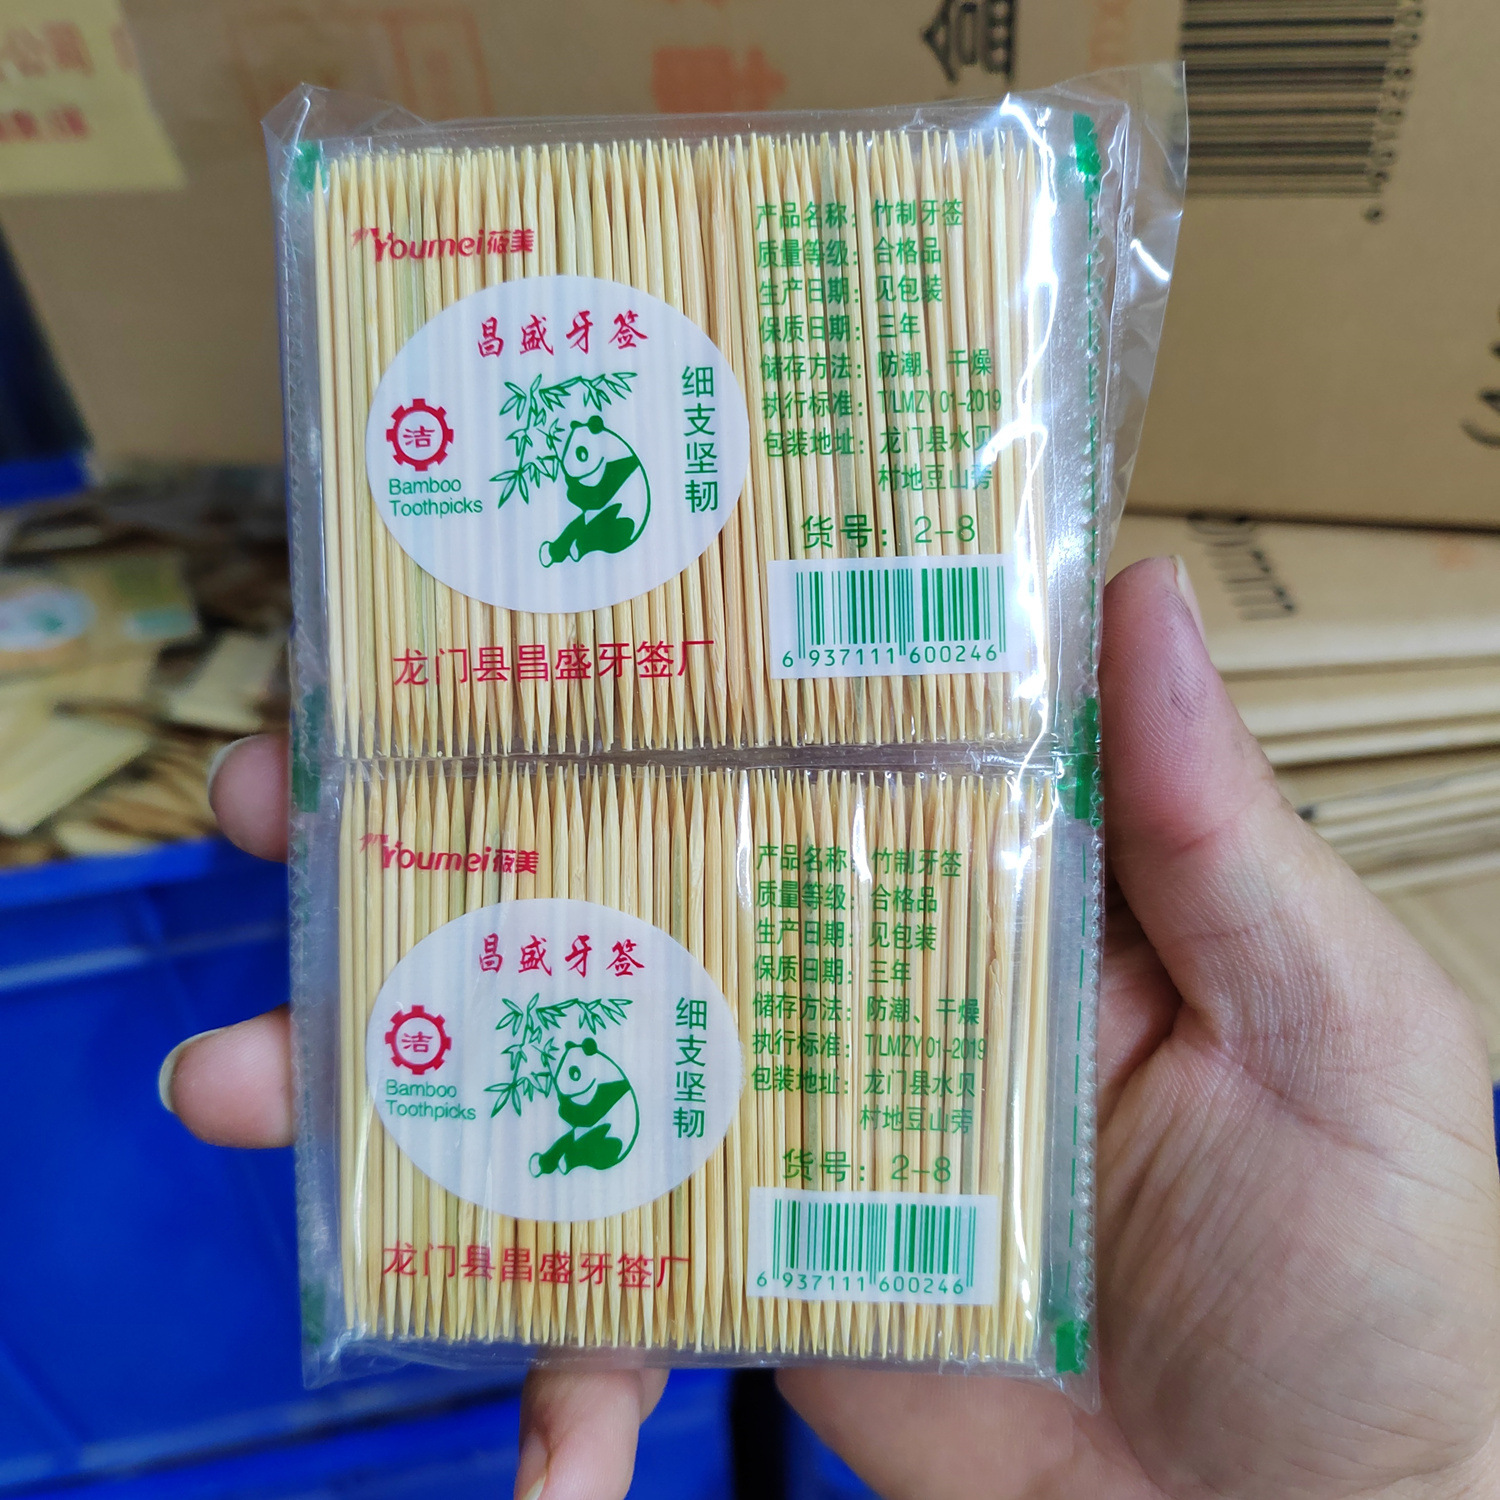 公司
Youmei莜美
昌盛牙签
洁
Bamboo
Toothpicks
细支坚韧
龙门县昌盛牙签厂
产品名称：竹制牙签
质量等级：合格品
生产日期：见包装
保质日期：三年
储存方法：防潮、干燥
执行标准：T/LMZY 01-2019
包装地址：龙门县水贝
村地豆山旁
货号：2-8
6 937111 600246
Youmei莜美
昌盛牙签
洁
Bamboo
Toothpicks
细支坚韧
龙门县昌盛牙签厂
产品名称：竹制牙签
质量等级：合格品
生产日期：见包装
保质日期：三年
储存方法：防潮、干燥
执行标准：T/LMZY 01-2019
包装地址：龙门县水贝
村地豆山旁
货号：2-8
6 937111 600246